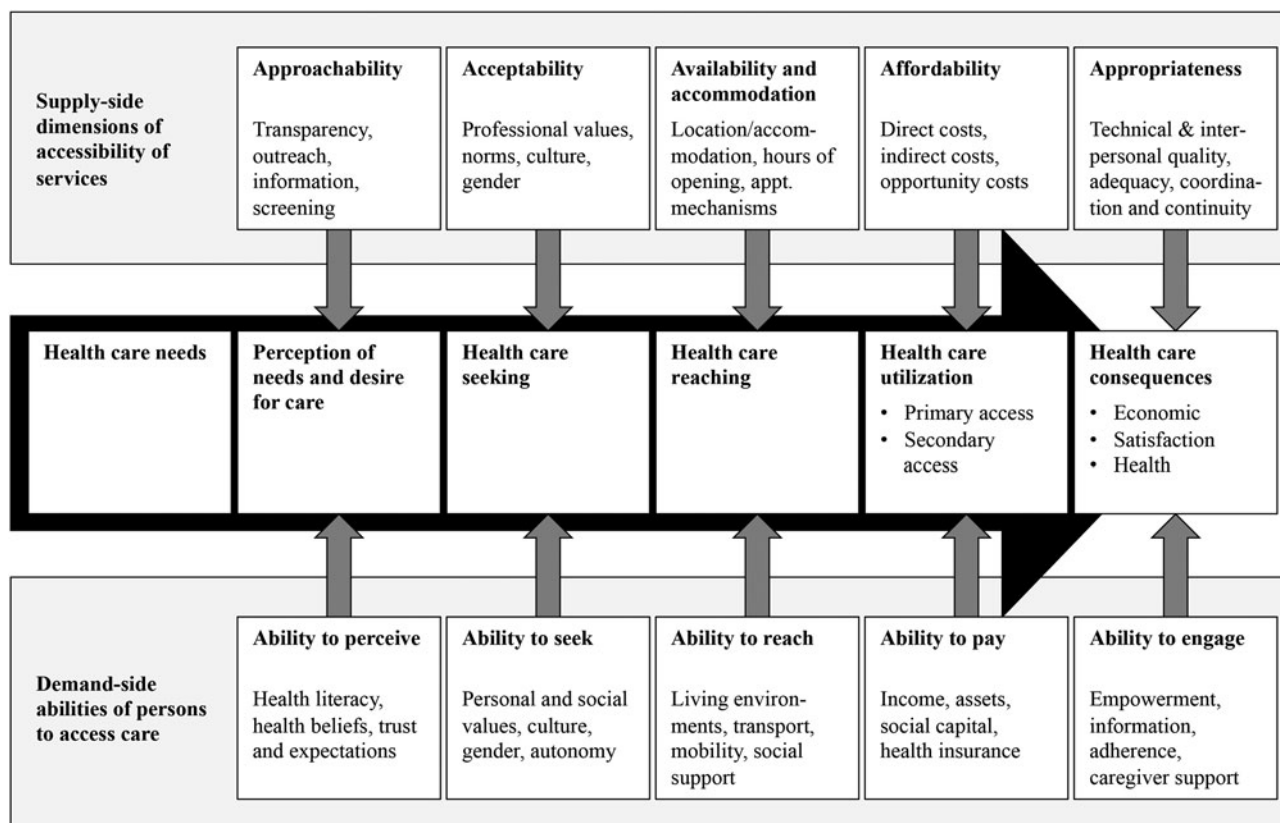 Supply-side
dimensions of
accessibility of
services
Approachability
Transparency,
outreach,
information,
screening
Acceptability
Professional values,
norms, culture,
gender
Availability and
accommodation
Location/accom-
modation, hours of
opening, appt.
mechanisms
Affordability
Direct costs,
indirect costs,
opportunity costs
Appropriateness
Technical & inter-
personal quality,
adequacy, coordina-
tion and continuity
Health care needs
Perception of
needs and desire
for care
Health care
seeking
Health care
reaching
Health care
utilization
• Primary access
• Secondary
access
Health care
consequences
• Economic
• Satisfaction
• Health
Demand-side
abilities of persons
to access care
Ability to perceive
Health literacy,
health beliefs, trust
and expectations
Ability to seek
Personal and social
values, culture,
gender, autonomy
Ability to reach
Living environ-
ments, transport,
mobility, social
support
Ability to pay
Income, assets,
social capital,
health insurance
Ability to engage
Empowerment,
information,
adherence,
caregiver support